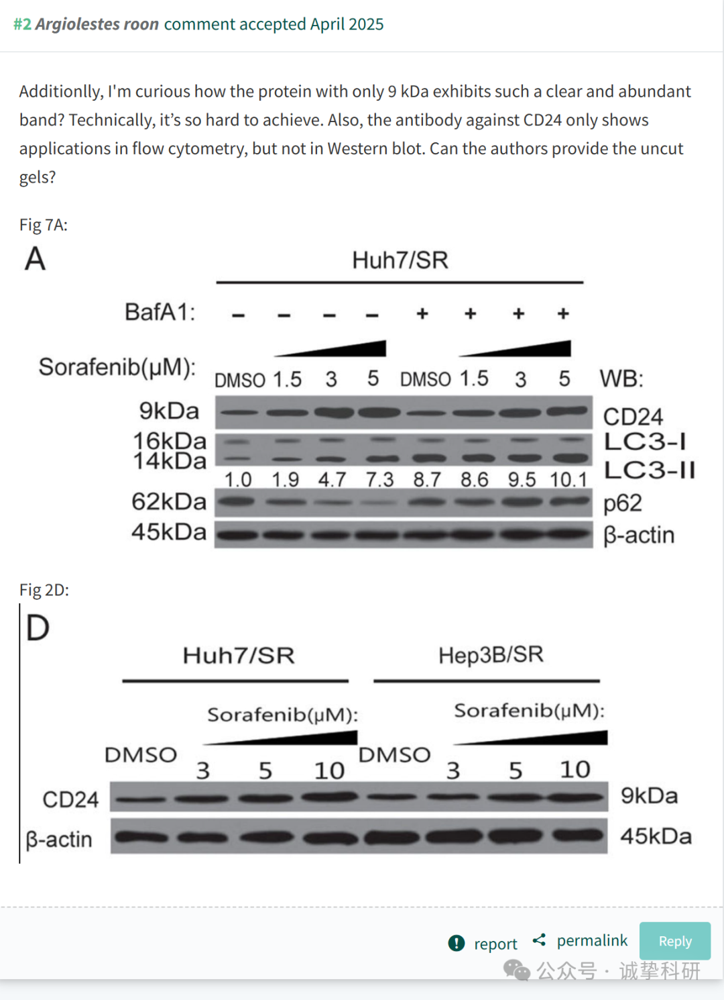 #2 Argiolestes roon comment accepted April 2025
Additionlly, I'm curious how the protein with only 9 kDa exhibits such a clear and abundant
band? Technically, it’s so hard to achieve. Also, the antibody against CD24 only shows
applications in flow cytometry, but not in Western blot. Can the authors provide the uncut
gels?
Fig 7A:
A
Huh7/SR
BafA1: – – – – + + + +
Sorafenib(μM): DMSO 1.5 3 5 DMSO 1.5 3 5 WB:
9kDa CD24
16kDa LC3-I
14kDa LC3-II
1.0 1.9 4.7 7.3 8.7 8.6 9.5 10.1
62kDa p62
45kDa β-actin
Fig 2D:
D
Huh7/SR Hep3B/SR
Sorafenib(μM): Sorafenib(μM):
DMSO 3 5 10 DMSO 3 5 10
CD24 9kDa
β-actin 45kDa
report permalink Reply
公众号 · 诚挚科研